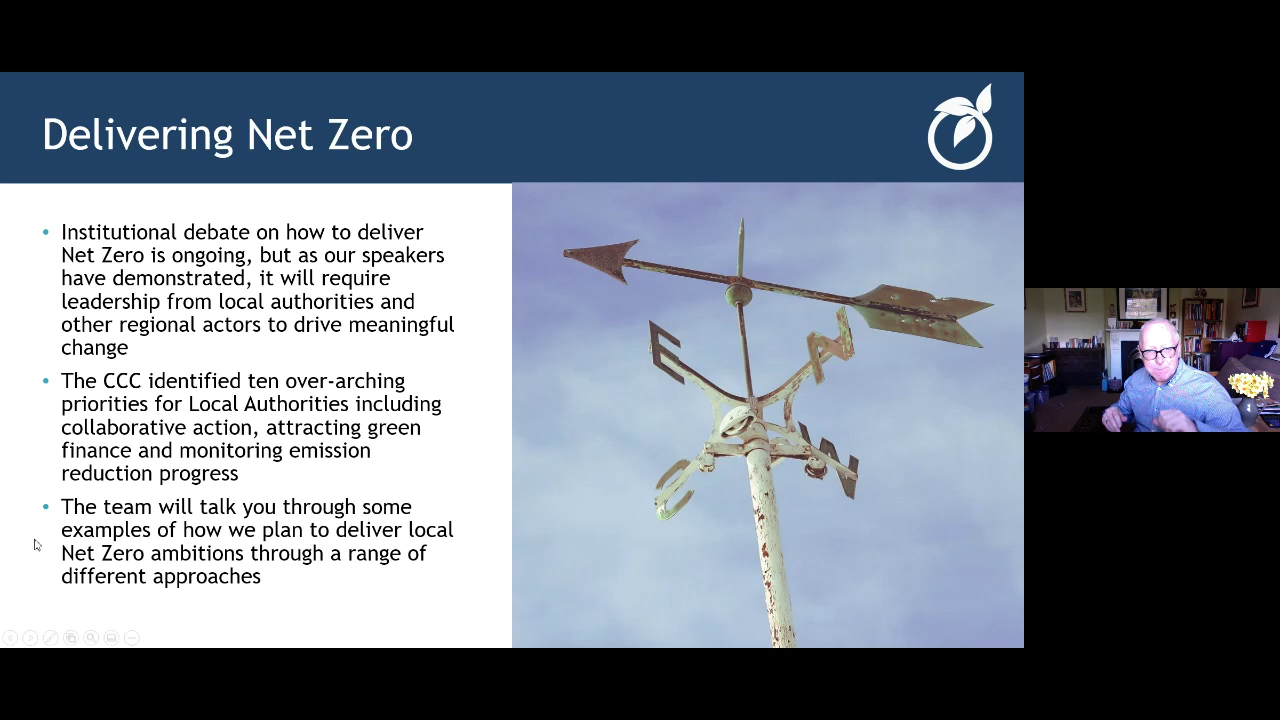 Delivering Net Zero
• Institutional debate on how to deliver
Net Zero is ongoing, but as our speakers
have demonstrated, it will require
leadership from local authorities and
other regional actors to drive meaningful
change
• The CCC identified ten over-arching
priorities for Local Authorities including
collaborative action, attracting green
finance and monitoring emission
reduction progress
• The team will talk you through some
examples of how we plan to deliver local
Net Zero ambitions through a range of
different approaches
E
N
S
W